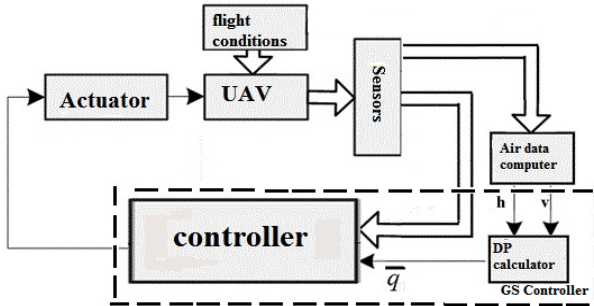 flight
conditions
Actuator
UAV
Sensors
Air data
computer
h
v
controller
q̅
DP
calculator
GS Controller